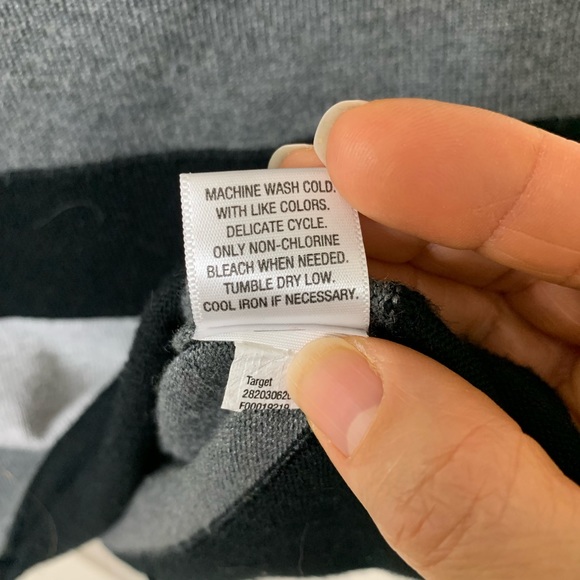 MACHINE WASH COLD.
WITH LIKE COLORS.
DELICATE CYCLE.
ONLY NON-CHLORINE
BLEACH WHEN NEEDED.
TUMBLE DRY LOW.
COOL IRON IF NECESSARY.
Target